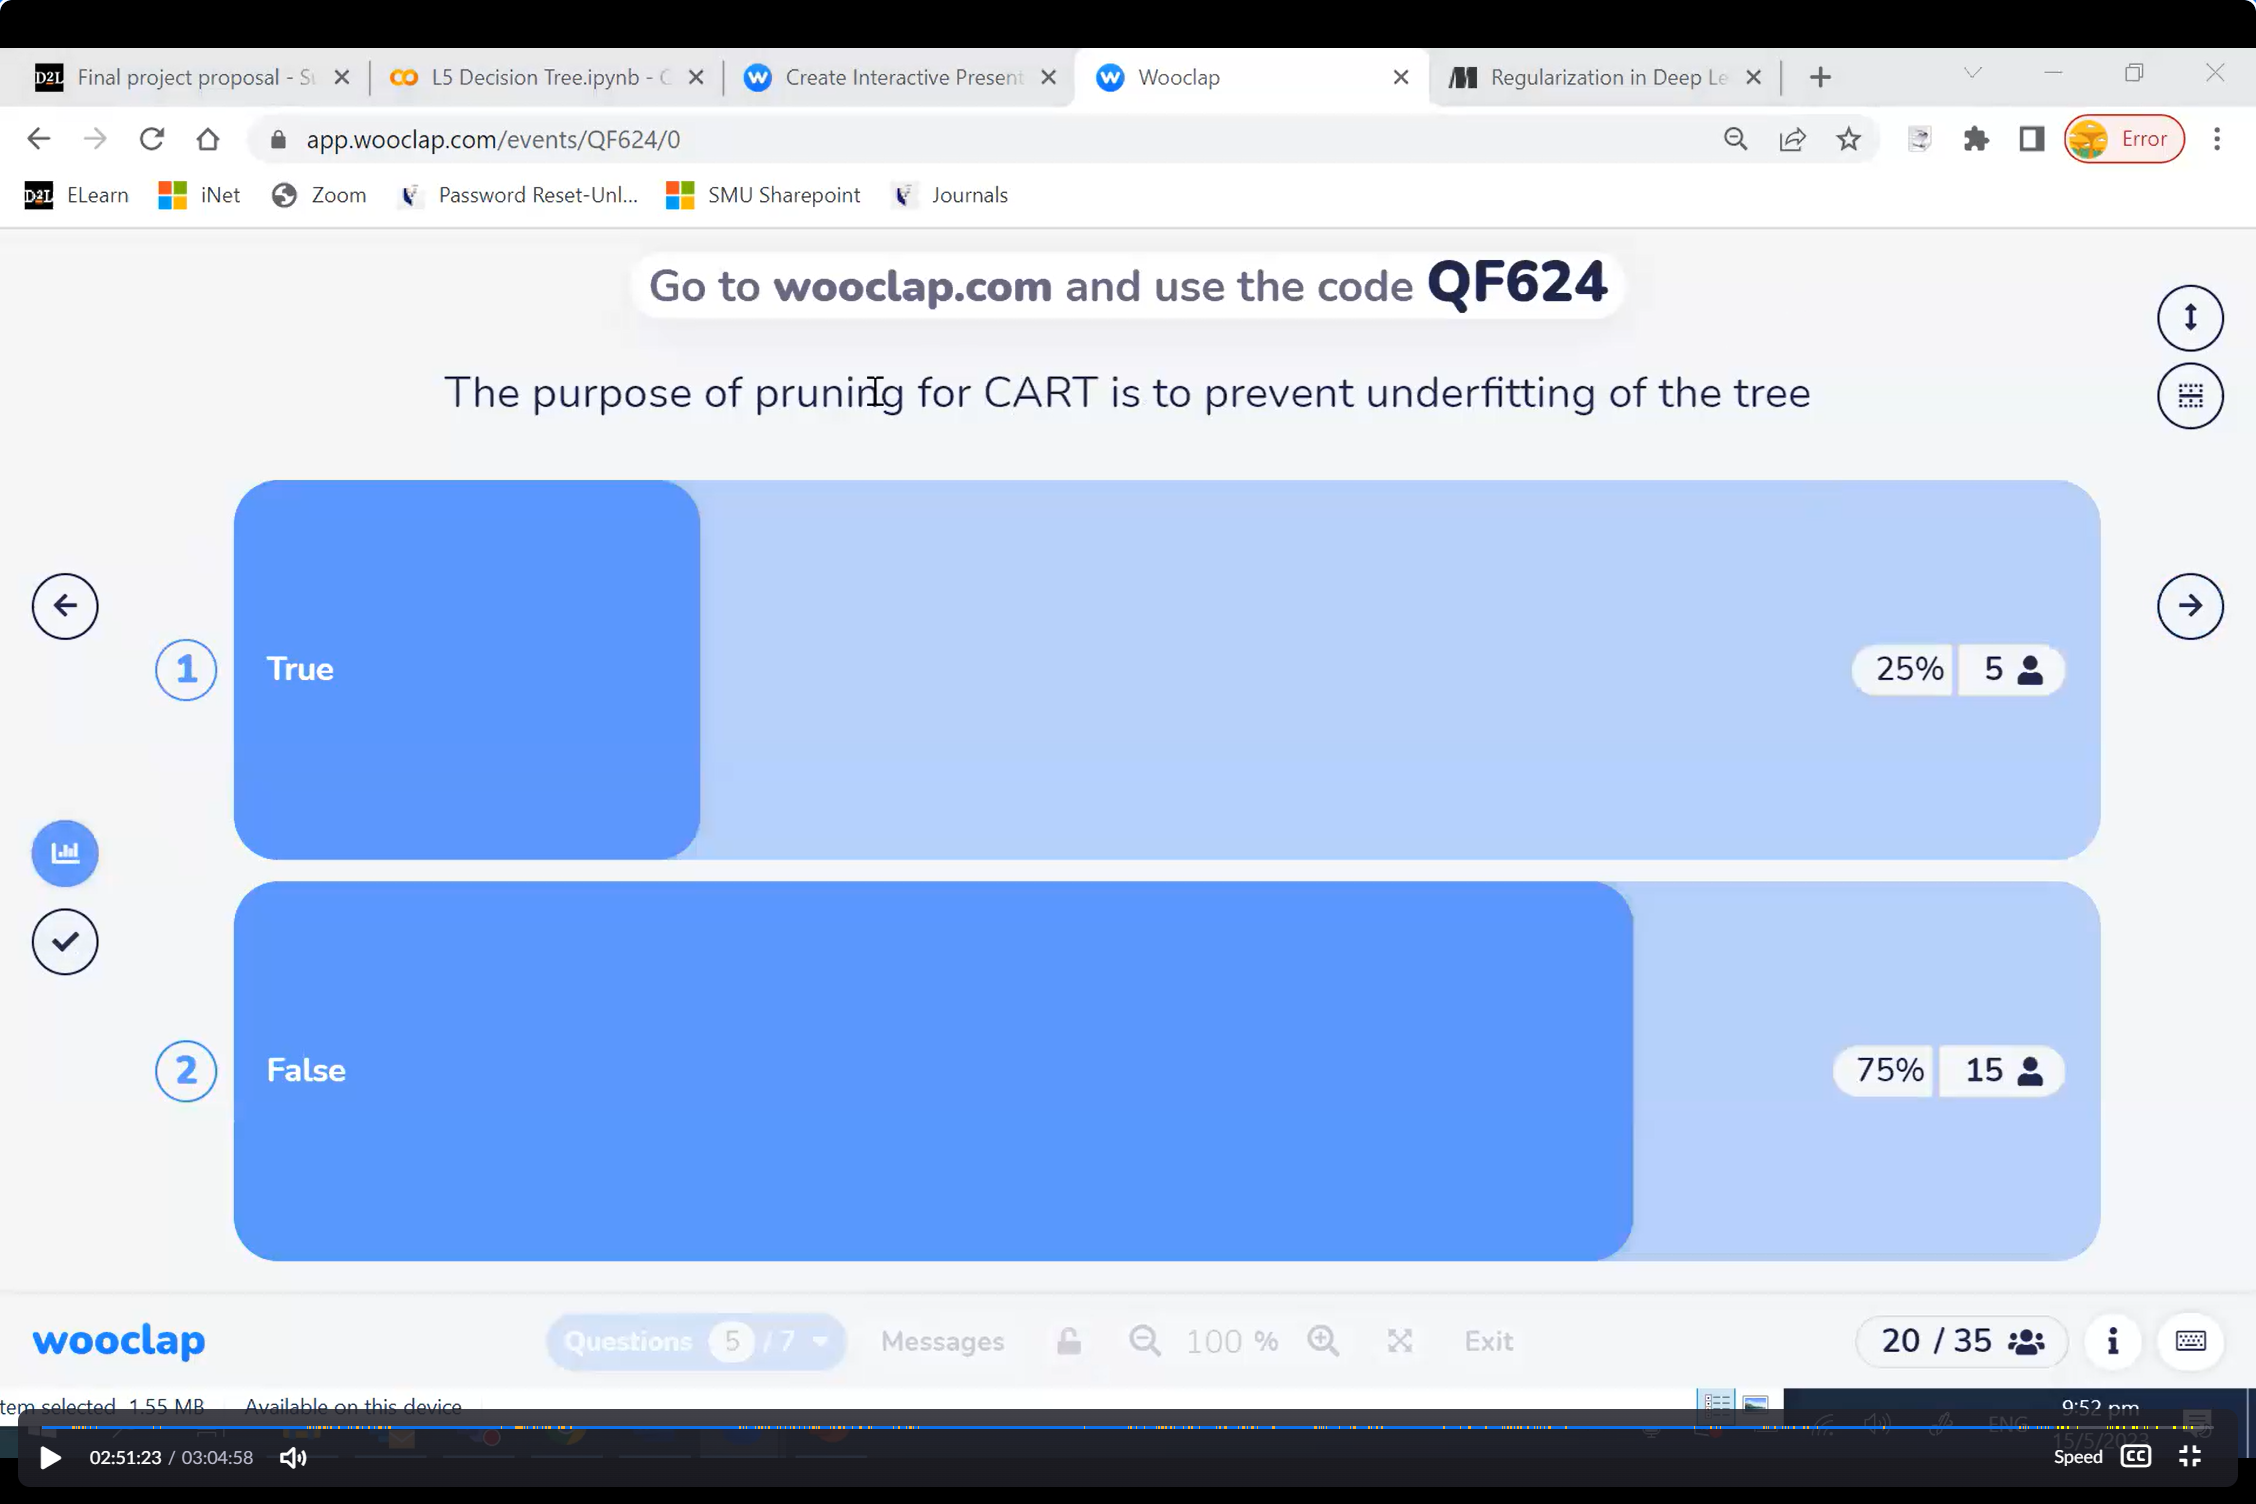 Final project proposal - Su
L5 Decision Tree.ipynb - C
Create Interactive Present
Wooclap
Regularization in Deep Le
app.wooclap.com/events/QF624/0
Error
ELearn
iNet
Zoom
Password Reset-Unl...
SMU Sharepoint
Journals
Go to wooclap.com and use the code QF624
The purpose of pruning for CART is to prevent underfitting of the tree
1
True
25%
5
2
False
75%
15
wooclap
Questions 5 / 7
Messages
100 %
Exit
20 / 35
tem selected 1.55 MB
Available on this device
9:52 pm
ENG
15/5/2023
02:51:23 / 03:04:58
Speed
CC